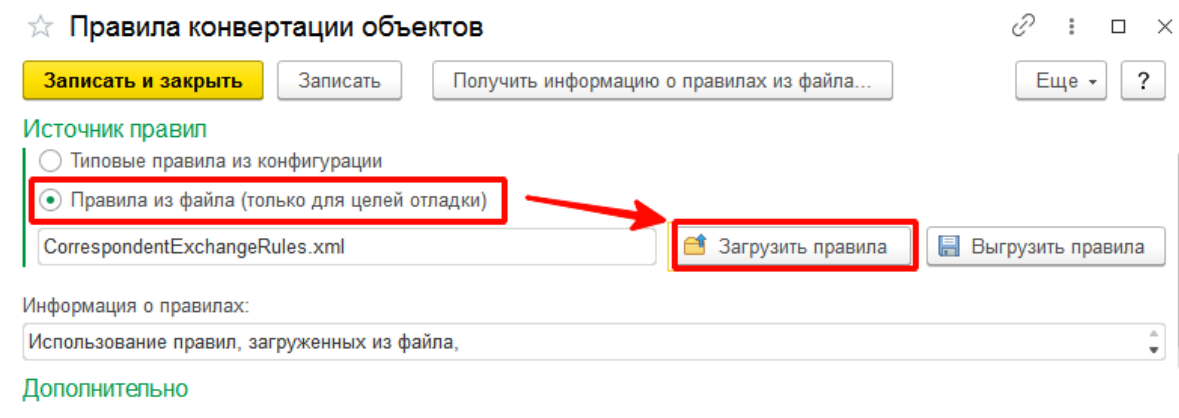 Правила конвертации объектов
Записать и закрыть Записать Получить информацию о правилах из файла... Еще ?
Источник правил
Типовые правила из конфигурации
Правила из файла (только для целей отладки)
CorrespondentExchangeRules.xml Загрузить правила Выгрузить правила
Информация о правилах:
Использование правил, загруженных из файла,
Дополнительно